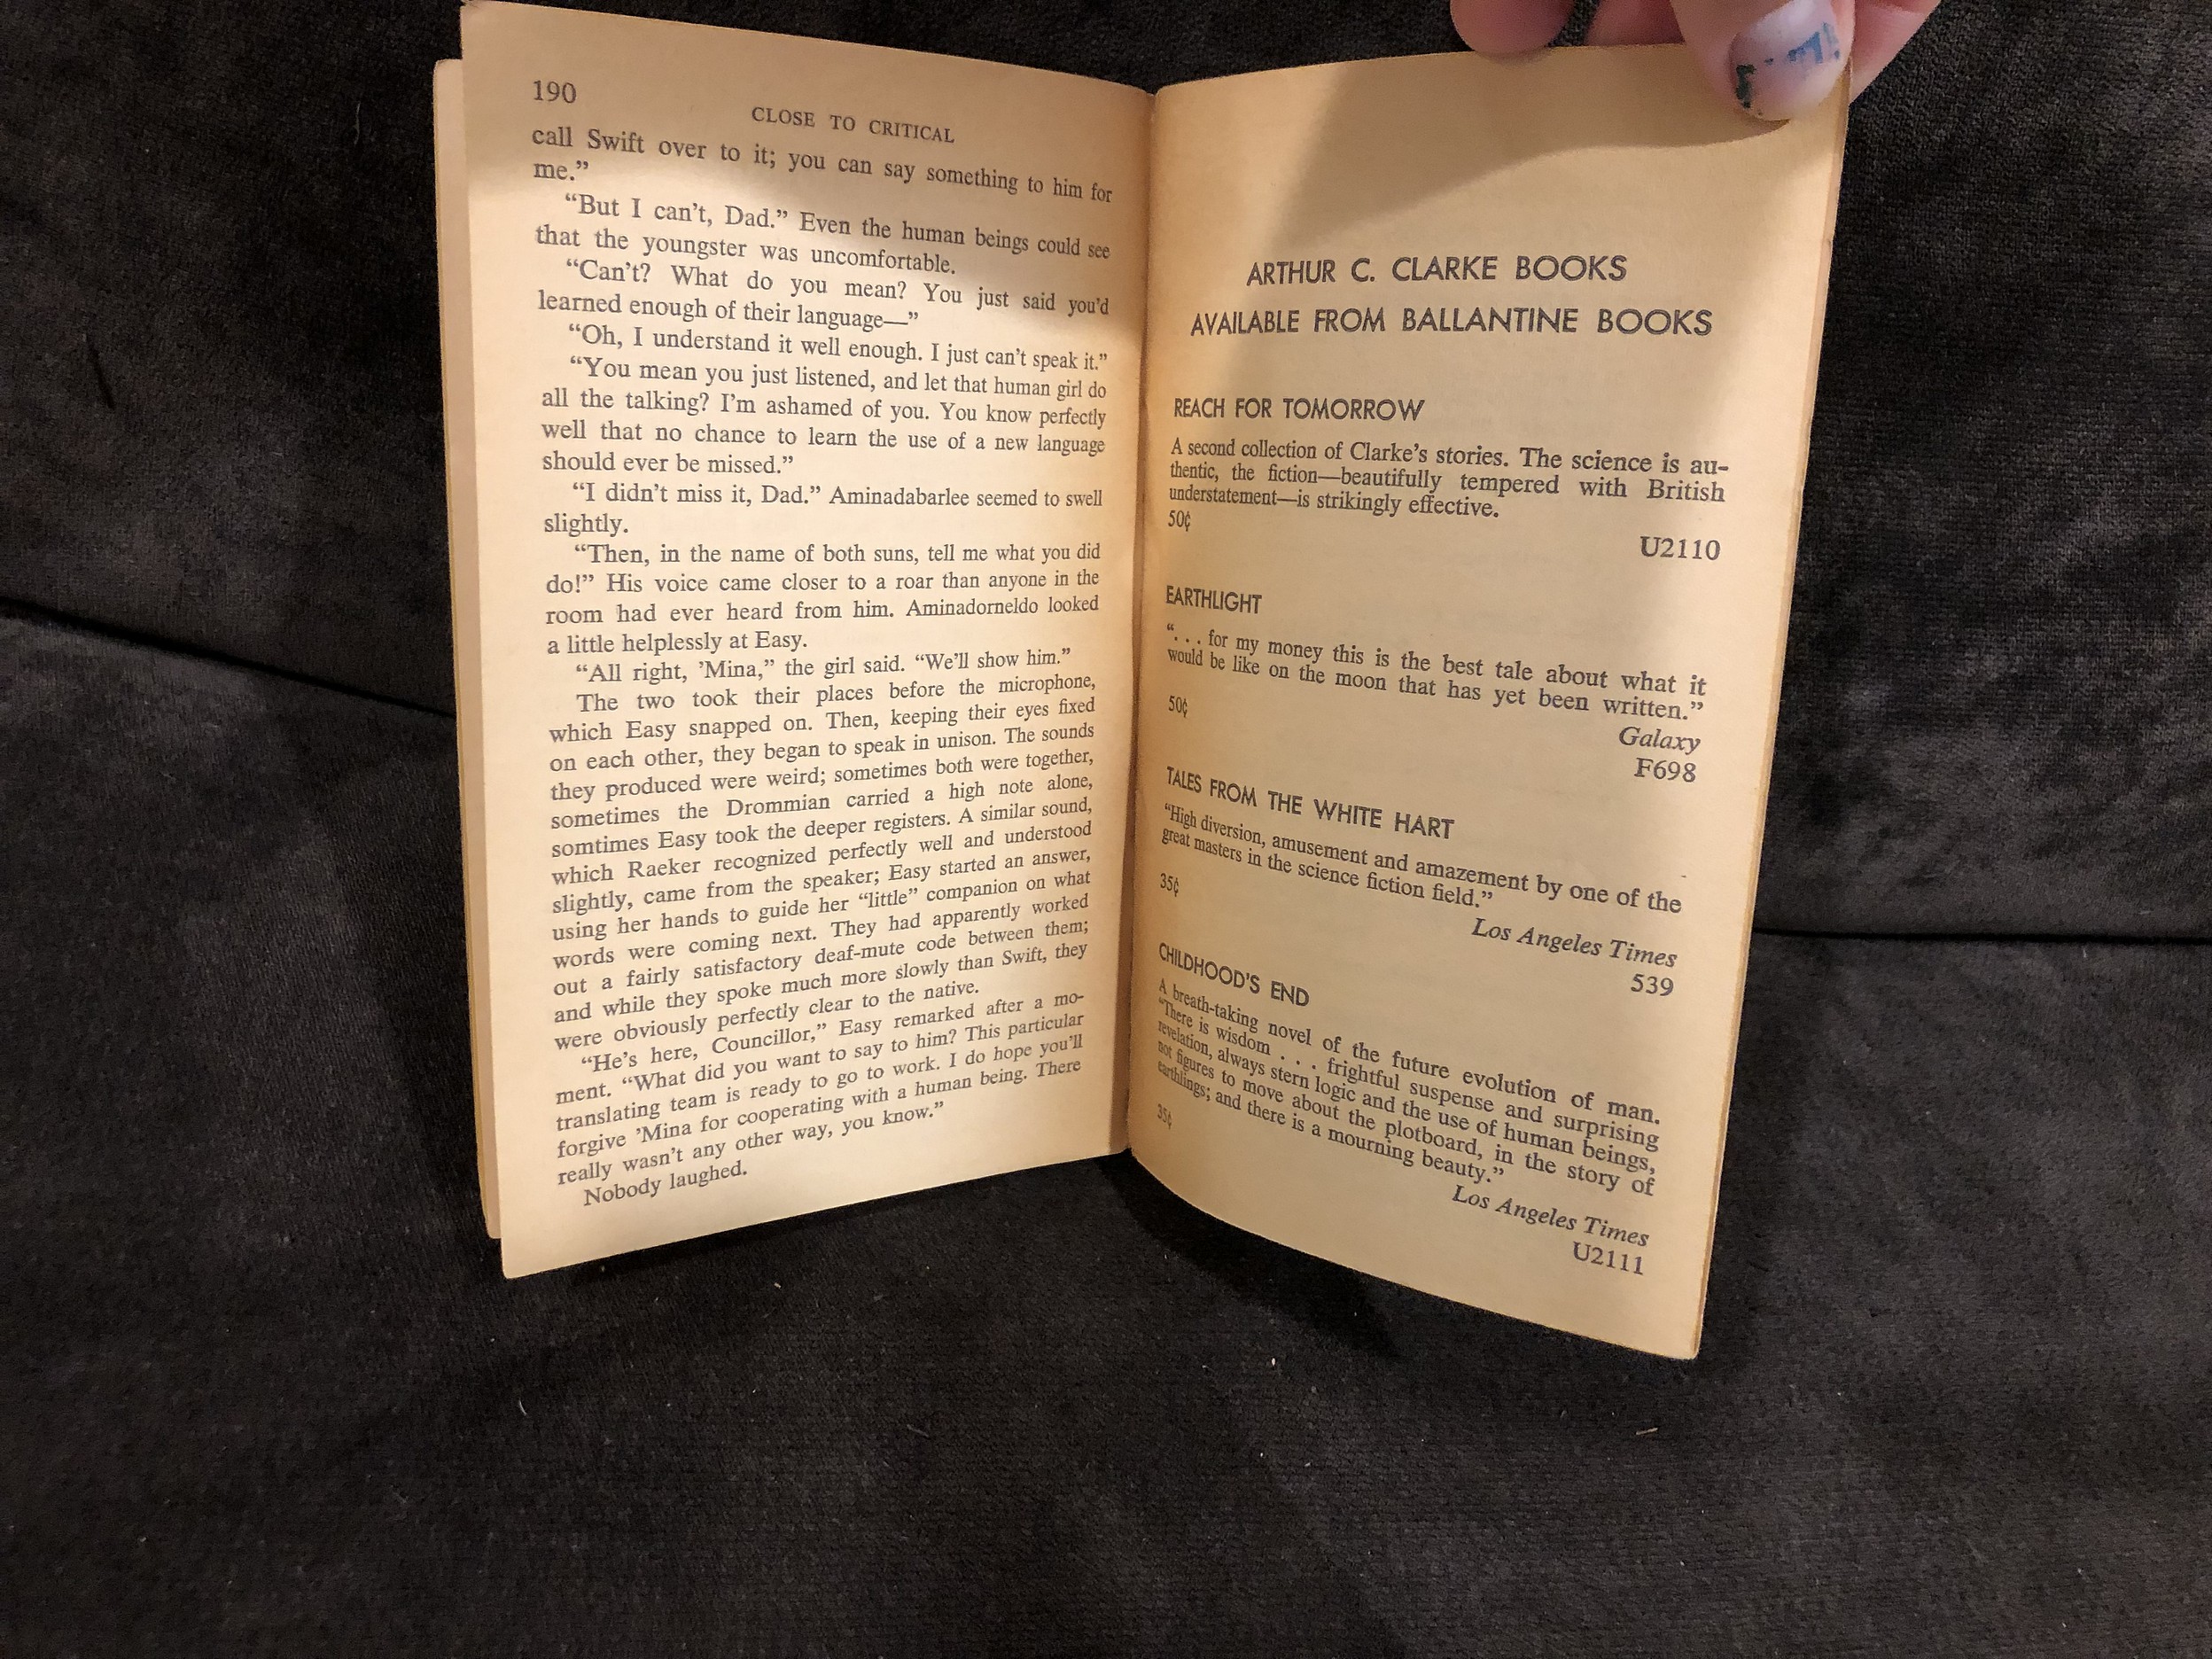 190
CLOSE TO CRITICAL
call Swift over to it; you can say something to him for
me.”
“But I can’t, Dad.” Even the human beings could see
that the youngster was uncomfortable.
“Can’t? What do you mean? You just said you’d
learned enough of their language—”
“Oh, I understand it well enough. I just can’t speak it.”
“You mean you just listened, and let that human girl do
all the talking? I’m ashamed of you. You know perfectly
well that no chance to learn the use of a new language
should ever be missed.”
“I didn’t miss it, Dad.” Aminadabarlee seemed to swell
slightly.
“Then, in the name of both suns, tell me what you did
do!” His voice came closer to a roar than anyone in the
room had ever heard from him. Aminadorneldo looked
a little helplessly at Easy.
“All right, ’Mina,” the girl said. “We’ll show him.”
The two took their places before the microphone,
which Easy snapped on. Then, keeping their eyes fixed
on each other, they began to speak in unison. The sounds
they produced were weird; sometimes both were together,
sometimes the Drommian carried a high note alone,
somtimes Easy took the deeper registers. A similar sound,
which Raeker recognized perfectly well and understood
slightly, came from the speaker; Easy started an answer,
using her hands to guide her “little” companion on what
words were coming next. They had apparently worked
out a fairly satisfactory deaf-mute code between them;
and while they spoke much more slowly than Swift, they
were obviously perfectly clear to the native.
“He’s here, Councillor,” Easy remarked after a mo-
ment. “What did you want to say to him? This particular
translating team is ready to go to work. I do hope you’ll
forgive ’Mina for cooperating with a human being. There
really wasn’t any other way, you know.”
Nobody laughed.
ARTHUR C. CLARKE BOOKS
AVAILABLE FROM BALLANTINE BOOKS
REACH FOR TOMORROW
A second collection of Clarke’s stories. The science is au-
thentic, the fiction—beautifully tempered with British
understatement—is strikingly effective.
50¢
U2110
EARTHLIGHT
“. . . for my money this is the best tale about what it
would be like on the moon that has yet been written.”
Galaxy
50¢
F698
TALES FROM THE WHITE HART
“High diversion, amusement and amazement by one of the
great masters in the science fiction field.”
Los Angeles Times
35¢
539
CHILDHOOD’S END
A breath-taking novel of the future evolution of man.
“There is wisdom . . . frightful suspense and surprising
revelation, always stern logic and the use of human beings,
not figures to move about the plotboard, in the story of
earthlings; and there is a mourning beauty.”
Los Angeles Times
35¢
U2111